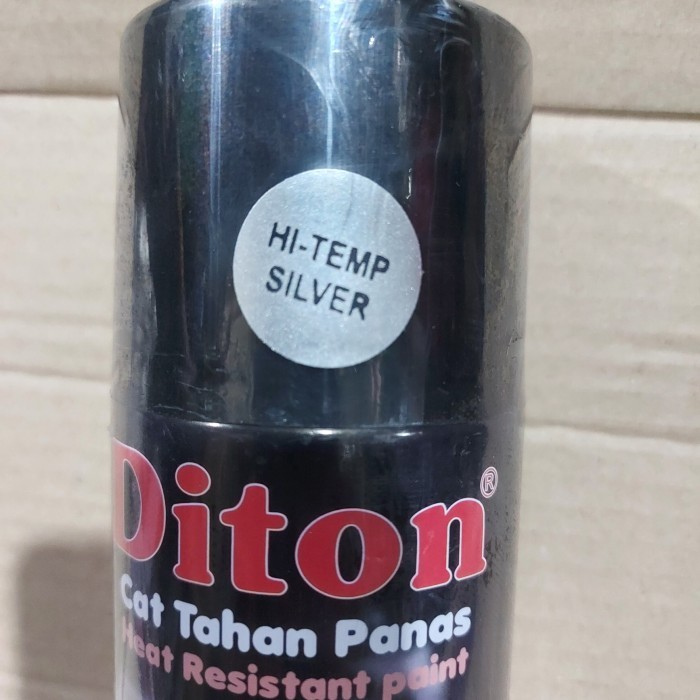 HI-TEMP
SILVER
Diton®
Cat Tahan Panas
Heat Resistant paint